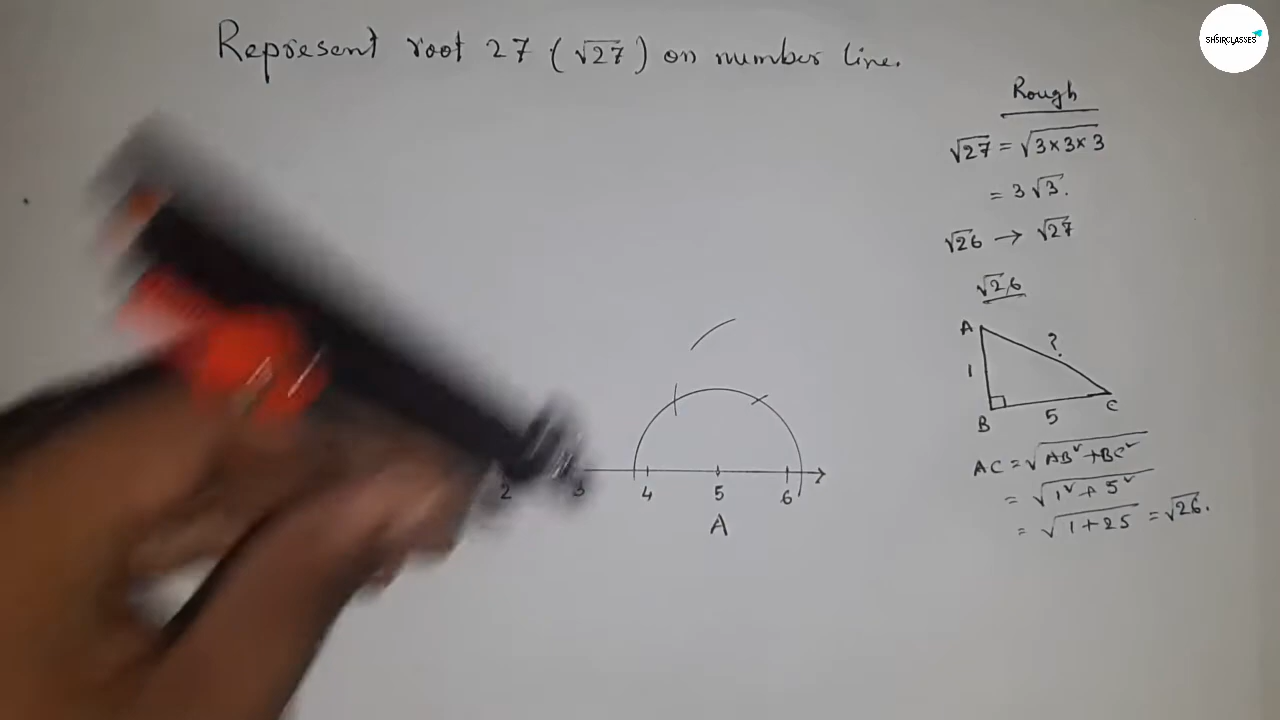 Represent root 27 (√27) on number line.
SHSIRCLASSES
Rough
√27 = √3×3×3
= 3√3.
√26 → √27
√26
A
?
1
B
5
C
AC = √AB² + BC²
= √1² + 5²
= √1+25 = √26.
2 3 4 5 6
A